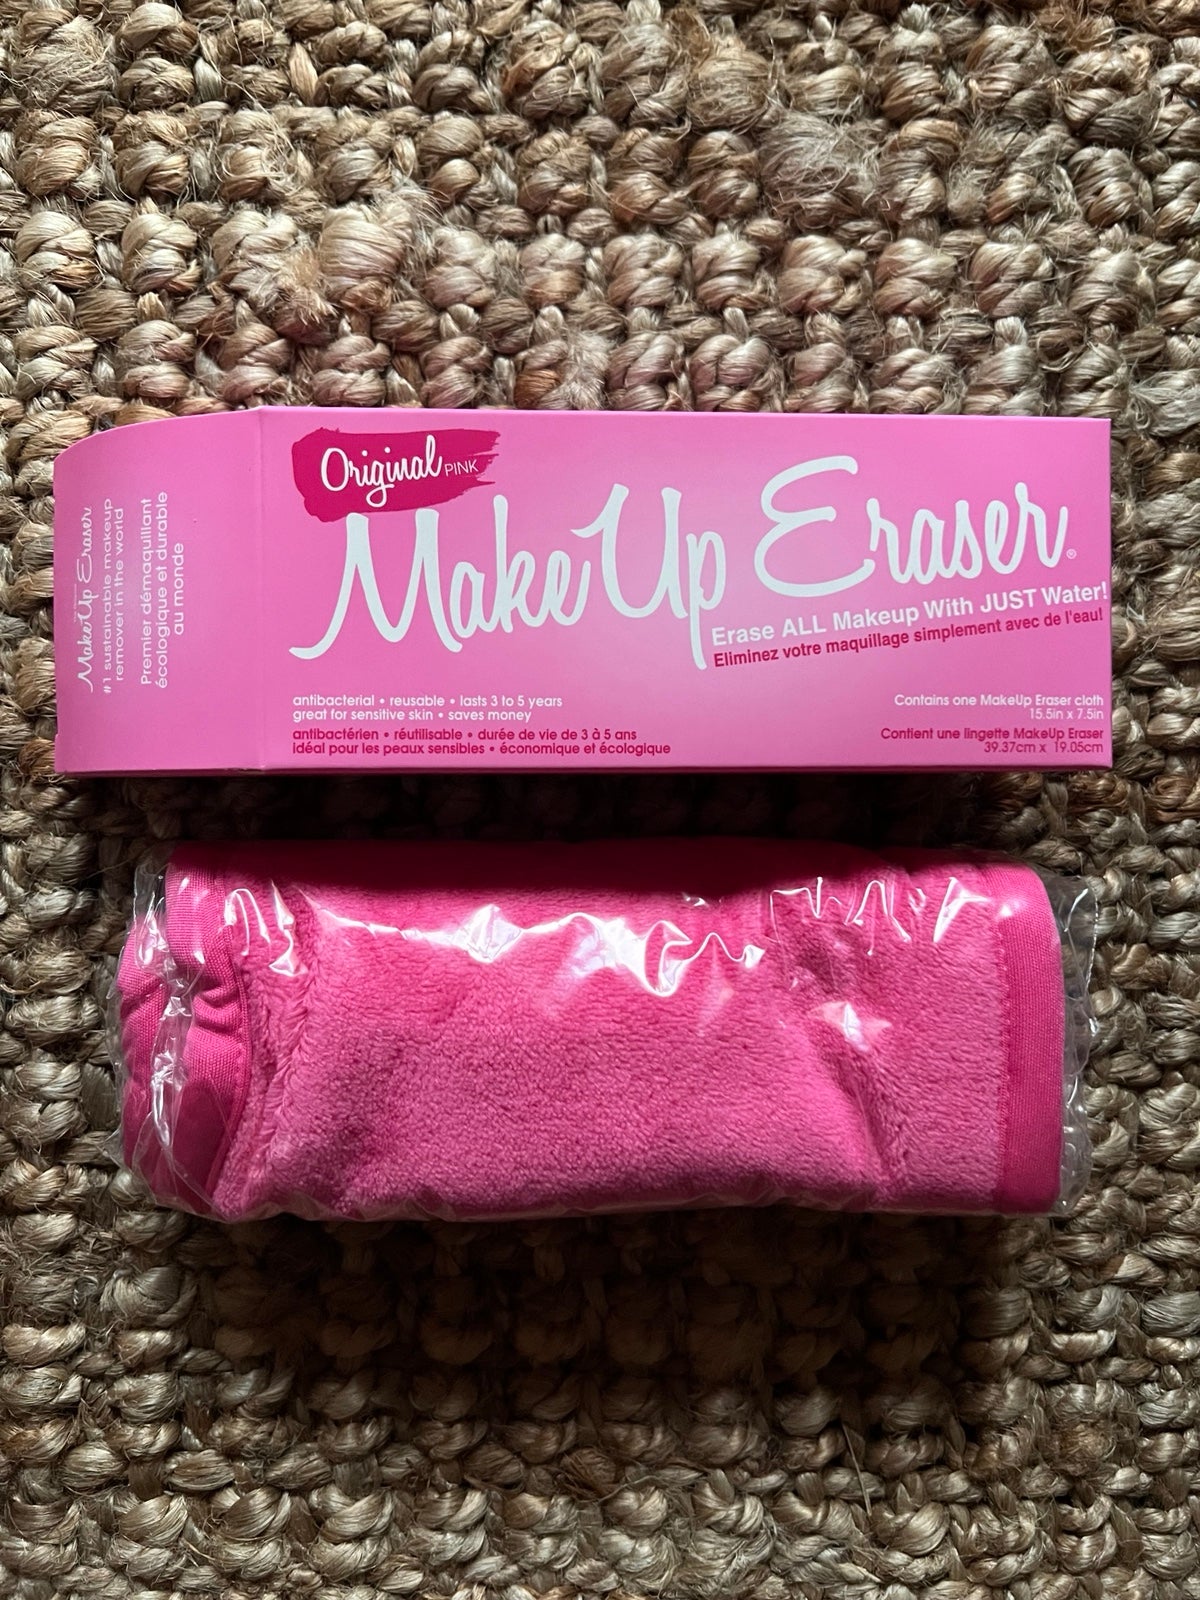 MakeUp Eraser
#1 sustainable makeup
remover in the world
Premier démaquillant
écologique et durable
au monde
Original PINK
MakeUp Eraser®
Erase ALL Makeup With JUST Water!
Eliminez votre maquillage simplement avec de l'eau!
antibacterial • reusable • lasts 3 to 5 years
great for sensitive skin • saves money
antibactérien • réutilisable • durée de vie de 3 à 5 ans
idéal pour les peaux sensibles • économique et écologique
Contains one MakeUp Eraser cloth
15.5in x 7.5in
Contient une lingette MakeUp Eraser
39.37cm x 19.05cm